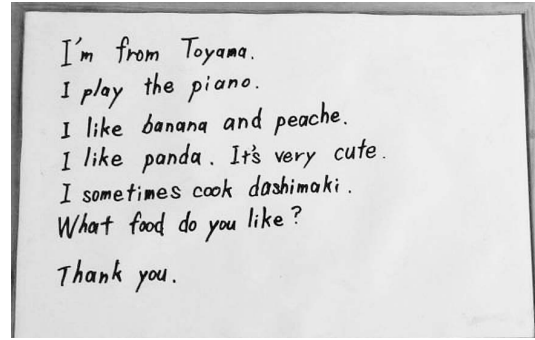 I'm from Toyama.
I play the piano.
I like banana and peache.
I like panda. It's very cute.
I sometimes cook dashimaki.
What food do you like?
Thank you.